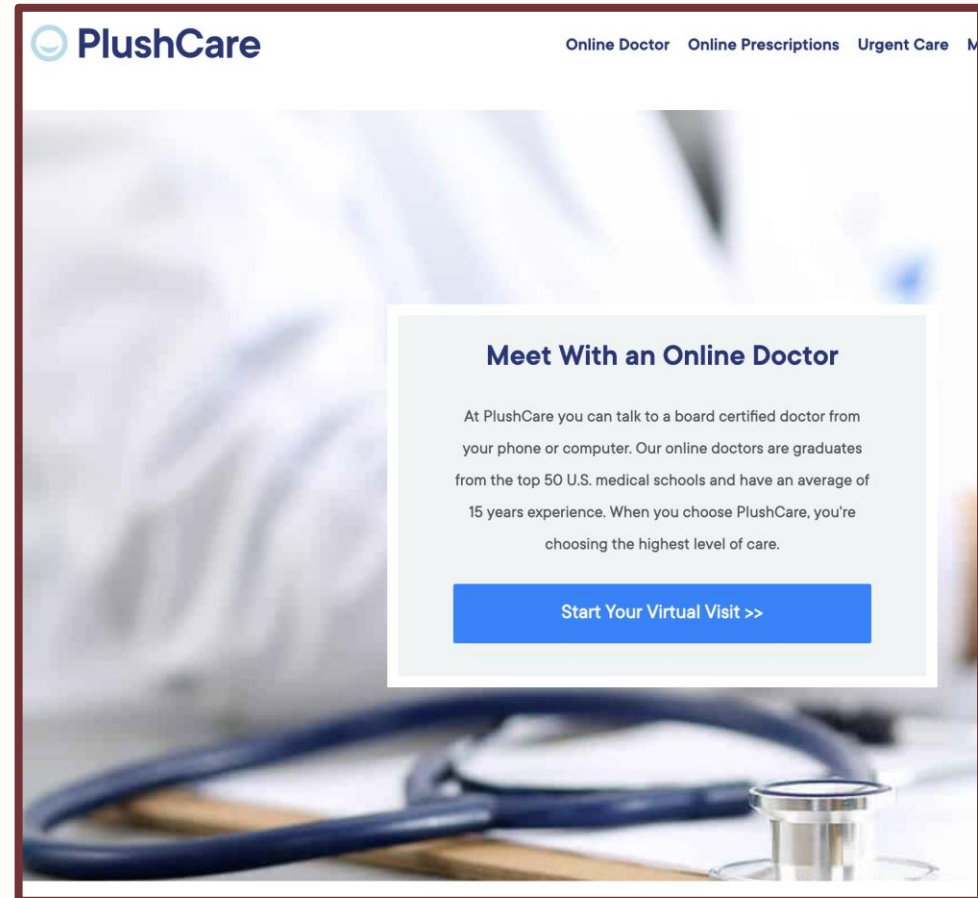 PlushCare
Online Doctor Online Prescriptions Urgent Care M
Meet With an Online Doctor
At PlushCare you can talk to a board certified doctor from
your phone or computer. Our online doctors are graduates
from the top 50 U.S. medical schools and have an average of
15 years experience. When you choose PlushCare, you're
choosing the highest level of care.
Start Your Virtual Visit >>